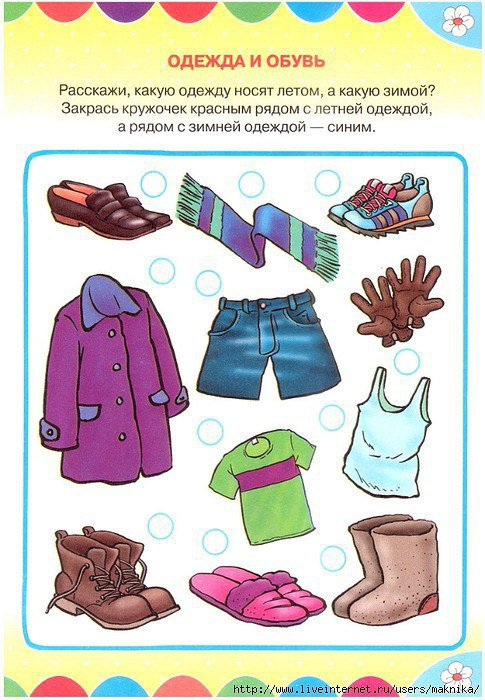 ОДЕЖДА И ОБУВЬ
Расскажи, какую одежду носят летом, а какую зимой?
Закрась кружочек красным рядом с летней одеждой,
а рядом с зимней одеждой — синим.
http://www.liveinternet.ru/users/maknika/